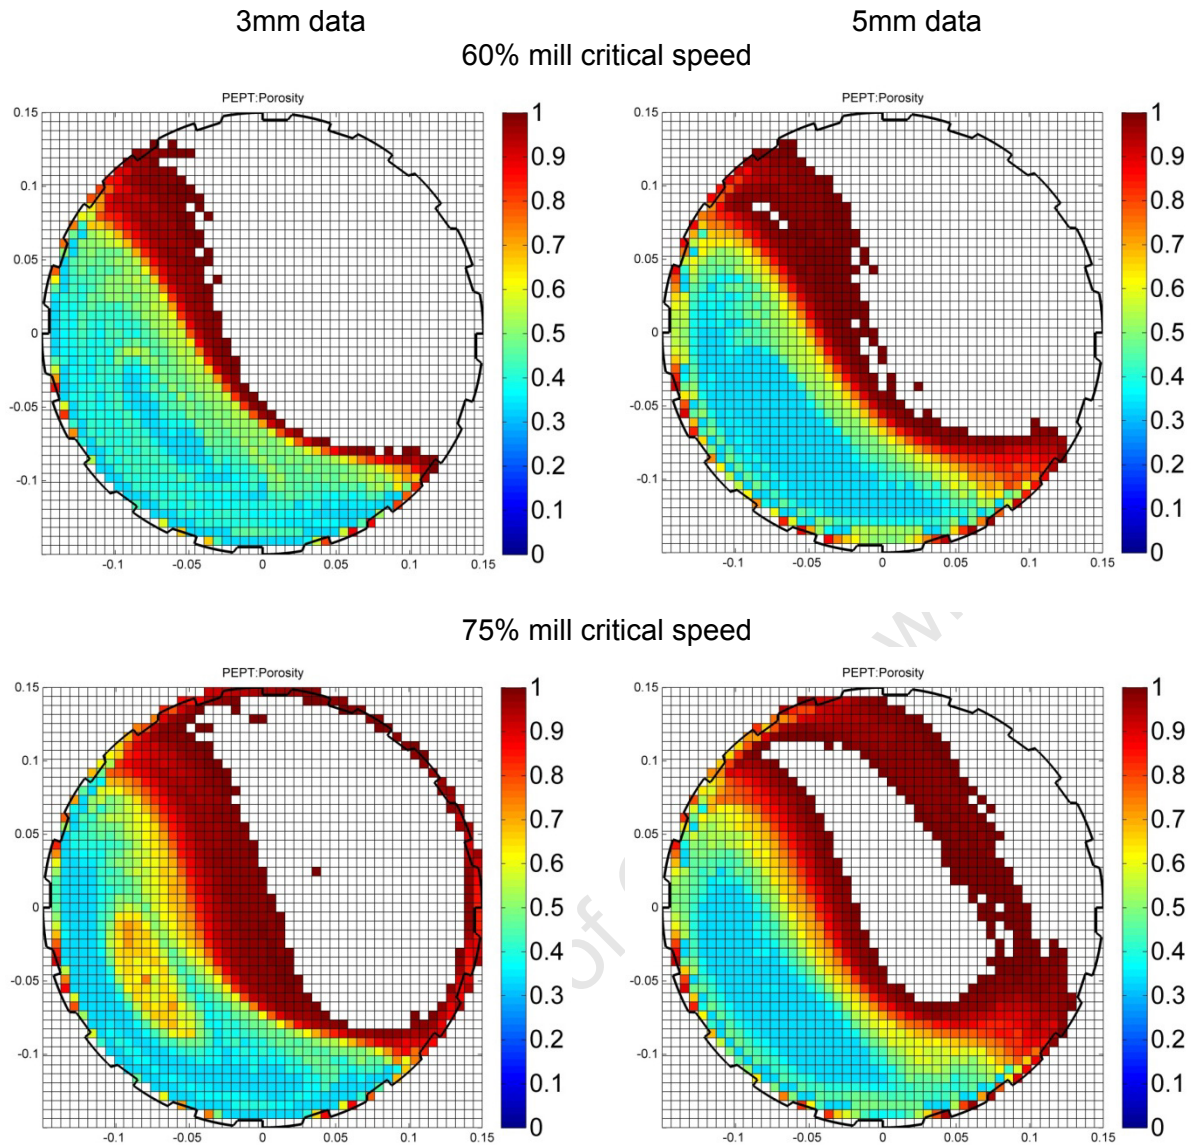 3mm data 5mm data
60% mill critical speed
PEPT:Porosity PEPT:Porosity
0.15 1 0.15 1
0.9 0.9
0.1 0.8 0.1 0.8
0.7 0.7
0.05 0.6 0.05 0.6
0 0.5 0 0.5
0.4 0.4
-0.05 0.3 -0.05 0.3
0.2 0.2
-0.1 0.1 -0.1 0.1
0 0
-0.1 -0.05 0 0.05 0.1 0.15 -0.1 -0.05 0 0.05 0.1 0.15
75% mill critical speed
PEPT:Porosity PEPT:Porosity
0.15 1 0.15 1
0.9 0.9
0.1 0.8 0.1 0.8
0.7 0.7
0.05 0.6 0.05 0.6
0 0.5 0 0.5
0.4 0.4
-0.05 0.3 -0.05 0.3
0.2 0.2
-0.1 0.1 -0.1 0.1
0 0
-0.1 -0.05 0 0.05 0.1 0.15 -0.1 -0.05 0 0.05 0.1 0.15
of